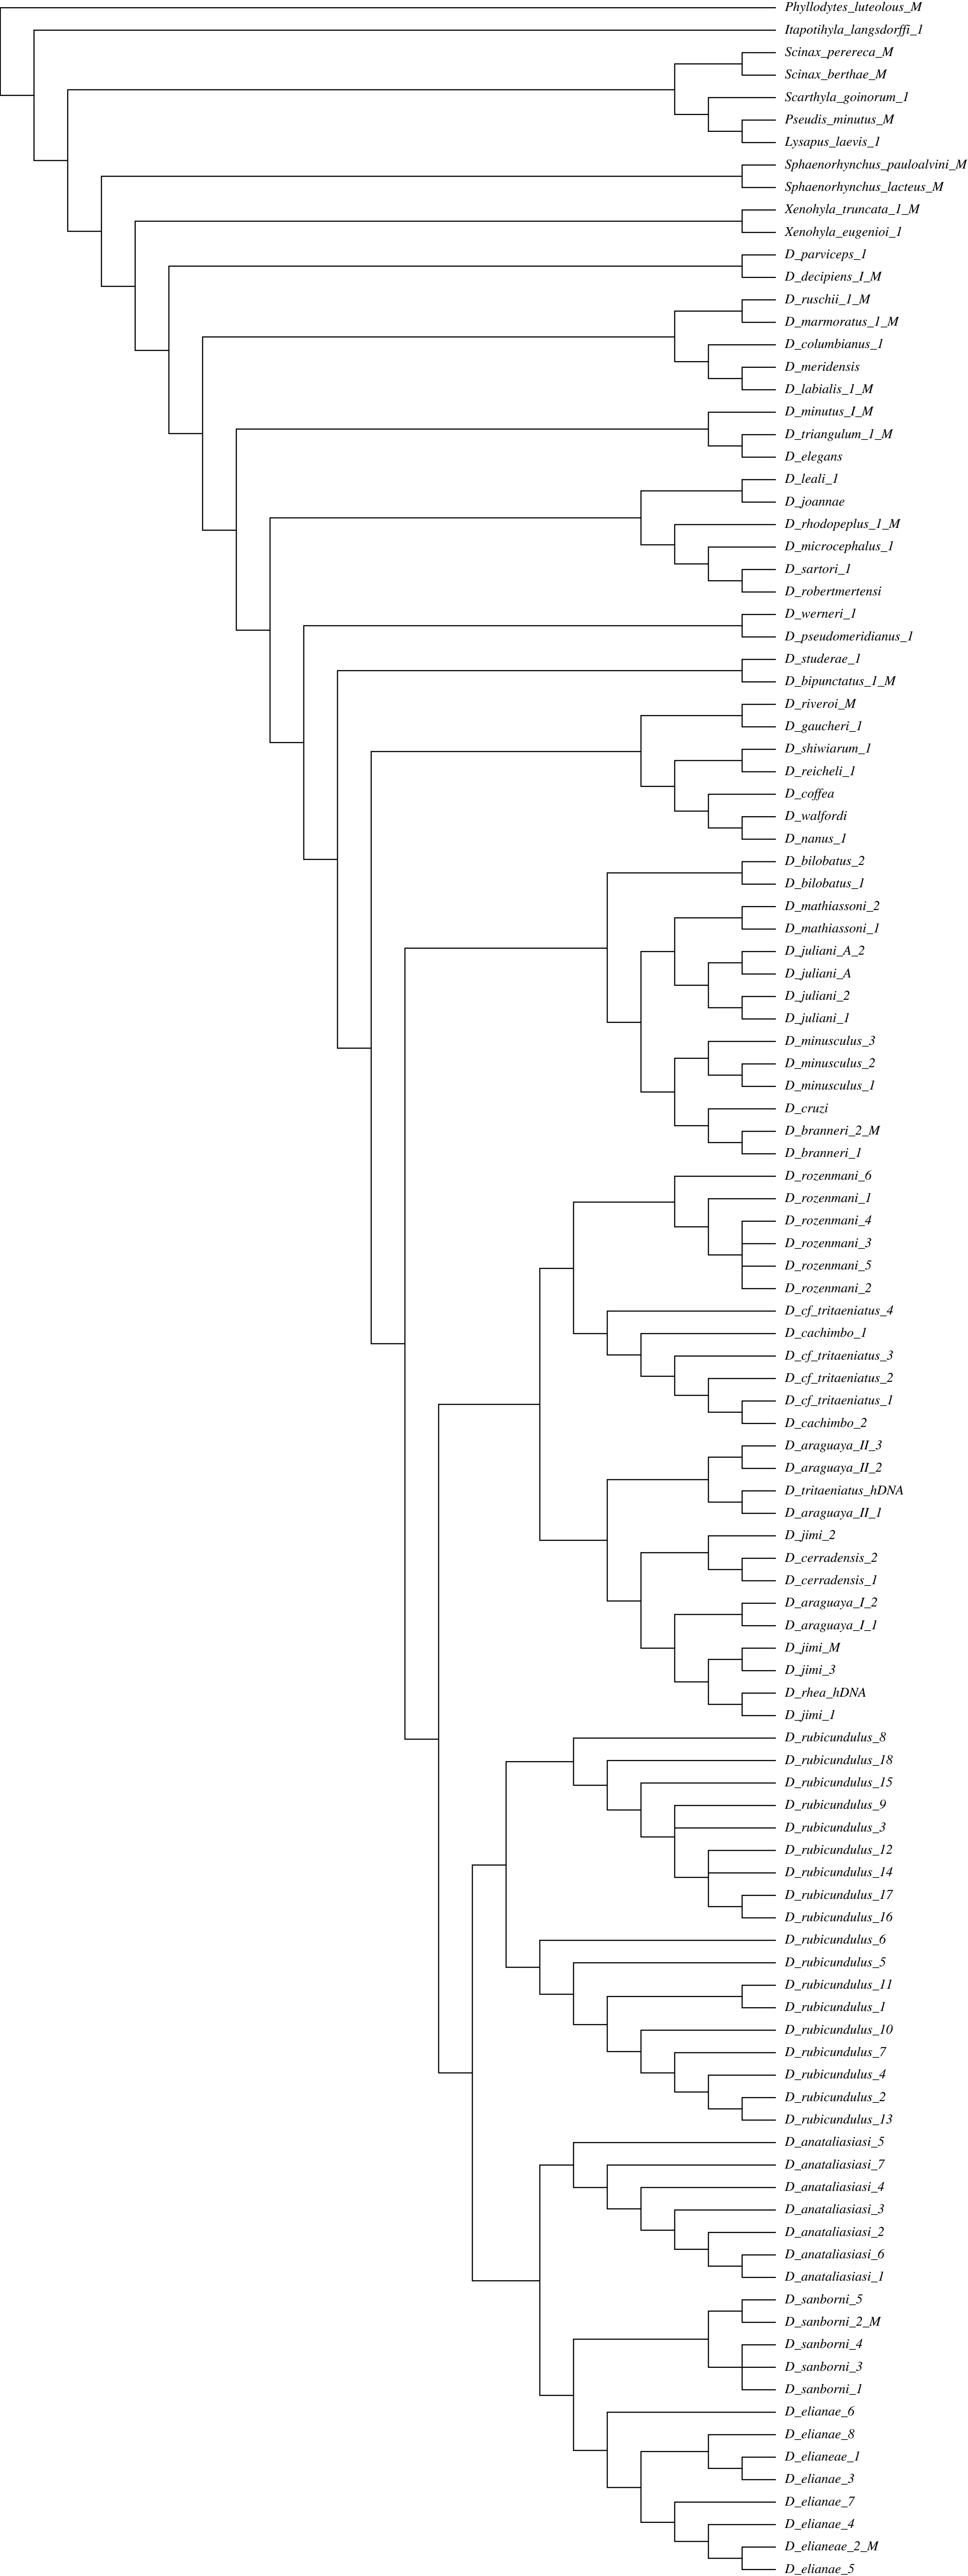 Phyllodytes_luteolous_M
Itapotihyla_langsdorffi_1
Scinax_perereca_M
Scinax_berthae_M
Scarthyla_goinorum_1
Pseudis_minutus_M
Lysapus_laevis_1
Sphaenorhynchus_pauloalvini_M
Sphaenorhynchus_lacteus_M
Xenohyla_truncata_1_M
Xenohyla_eugenioi_1
D_parviceps_1
D_decipiens_I_M
D_ruschii_1_M
D_marmoratus_1_M
D_columbianus_1
D_meridensis
D_labialis_1_M
D_minutus_I_M
D_triangulum_1_M
D_elegans
D_leali_1
D_joannae
D_rhodopeplus_1_M
D_microcephalus_1
D_sartori_1
D_robertmertensi
D_werneri_1
D_pseudomeridianus_1
D_studerae_1
D_bipunctatus_1_M
D_riveroi_M
D_gaucheri_1
D_shiwiarum_1
D_reicheli_1
D_coffea
D_walfordi
D_nanus_1
D_bilobatus_2
D_bilobatus_1
D_mathiassoni_2
D_mathiassoni_1
D_juliani_A_2
D_juliani_A
D_juliani_2
D_juliani_1
D_minusculus_3
D_minusculus_2
D_minusculus_1
D_cruzi
D_branneri_2_M
D_branneri_1
D_rozenmani_6
D_rozenmani_1
D_rozenmani_4
D_rozenmani_3
D_rozenmani_5
D_rozenmani_2
D_cf_tritaeniatus_4
D_cachimbo_1
D_cf_tritaeniatus_3
D_cf_tritaeniatus_2
D_cf_tritaeniatus_1
D_cachimbo_2
D_araguaya_II_3
D_araguaya_II_2
D_tritaeniatus_hDNA
D_araguaya_II_1
D_jimi_2
D_cerradensis_2
D_cerradensis_1
D_araguaya_I_2
D_araguaya_I_1
D_jimi_M
D_jimi_3
D_rhea_hDNA
D_jimi_1
D_rubicundulus_8
D_rubicundulus_18
D_rubicundulus_15
D_rubicundulus_9
D_rubicundulus_3
D_rubicundulus_12
D_rubicundulus_14
D_rubicundulus_17
D_rubicundulus_16
D_rubicundulus_6
D_rubicundulus_5
D_rubicundulus_11
D_rubicundulus_1
D_rubicundulus_10
D_rubicundulus_7
D_rubicundulus_4
D_rubicundulus_2
D_rubicundulus_13
D_anataliasiasi_5
D_anataliasiasi_7
D_anataliasiasi_4
D_anataliasiasi_3
D_anataliasiasi_2
D_anataliasiasi_6
D_anataliasiasi_1
D_sanborni_5
D_sanborni_2_M
D_sanborni_4
D_sanborni_3
D_sanborni_1
D_elianae_6
D_elianae_8
D_elianeae_1
D_elianae_3
D_elianae_7
D_elianae_4
D_elianeae_2_M
D_elianae_5